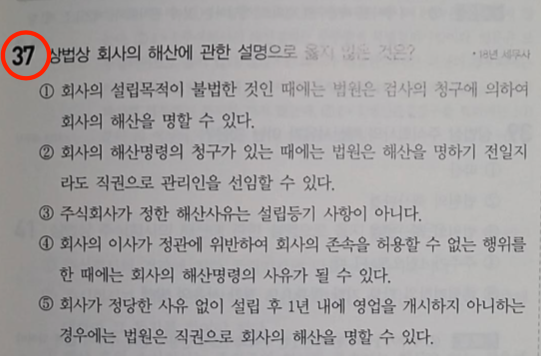 37 상법상 회사의 해산에 관한 설명으로 옳지 않은 것은? • 18년 세무사
① 회사의 설립목적이 불법한 것인 때에는 법원은 검사의 청구에 의하여
회사의 해산을 명할 수 있다.
② 회사의 해산명령의 청구가 있는 때에는 법원은 해산을 명하기 전일지
라도 직권으로 관리인을 선임할 수 있다.
③ 주식회사가 정한 해산사유는 설립등기 사항이 아니다.
④ 회사의 이사가 정관에 위반하여 회사의 존속을 허용할 수 없는 행위를
한 때에는 회사의 해산명령의 사유가 될 수 있다.
⑤ 회사가 정당한 사유 없이 설립 후 1년 내에 영업을 개시하지 아니하는
경우에는 법원은 직권으로 회사의 해산을 명할 수 있다.